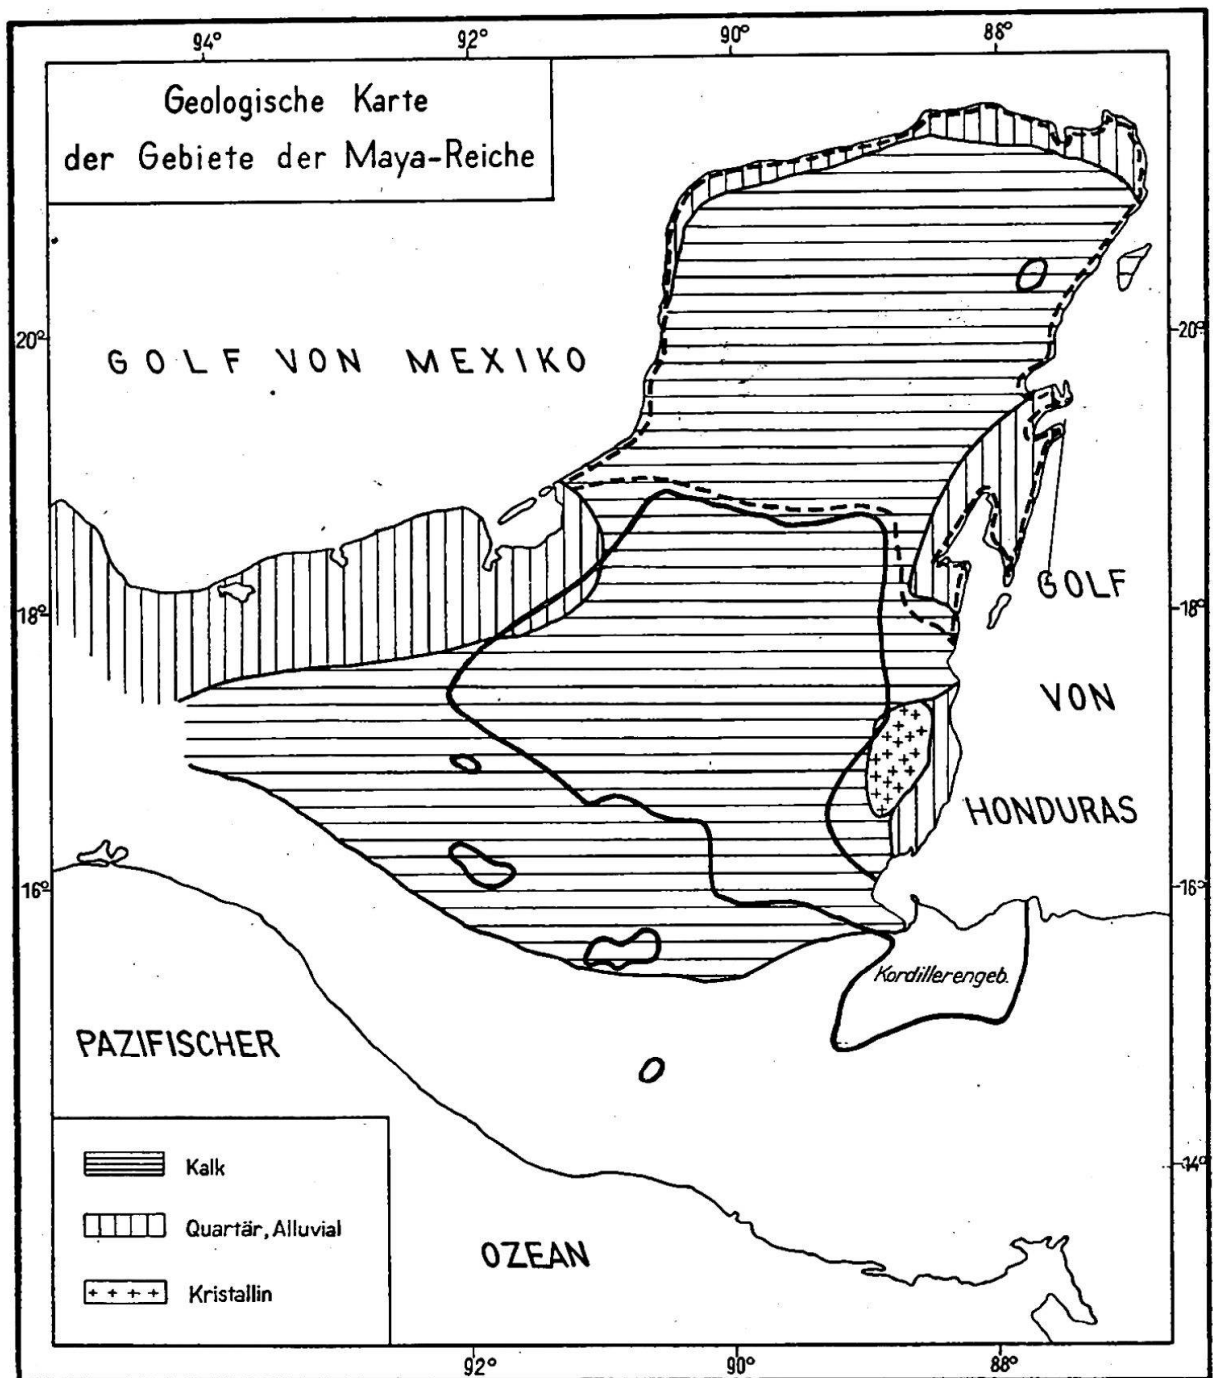 94° 92° 90° 88°
Geologische Karte
der Gebiete der Maya-Reiche
20° 20°
GOLF VON MEXIKO
18° GOLF 18°
VON
HONDURAS
16° 16°
Kordillerengeb.
PAZIFISCHER
Kalk
14°
Quartär, Alluvial
OZEAN
Kristallin
92° 90° 88°